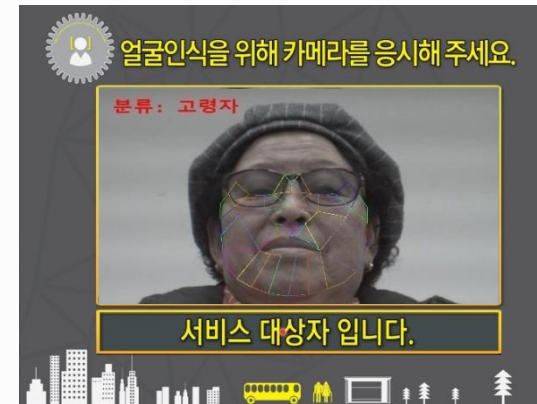 얼굴인식을 위해 카메라를 응시해 주세요.
분류: 고령자
서비스 대상자 입니다.